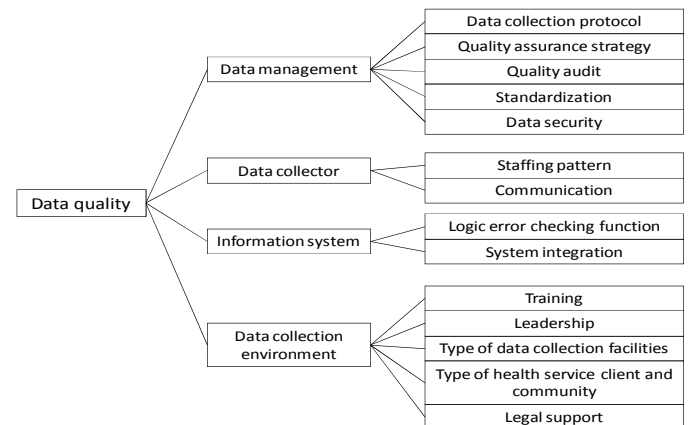 Data quality
Data management
Data collection protocol
Quality assurance strategy
Quality audit
Standardization
Data security
Data collector
Staffing pattern
Communication
Information system
Logic error checking function
System integration
Data collection
environment
Training
Leadership
Type of data collection facilities
Type of health service client and
community
Legal support